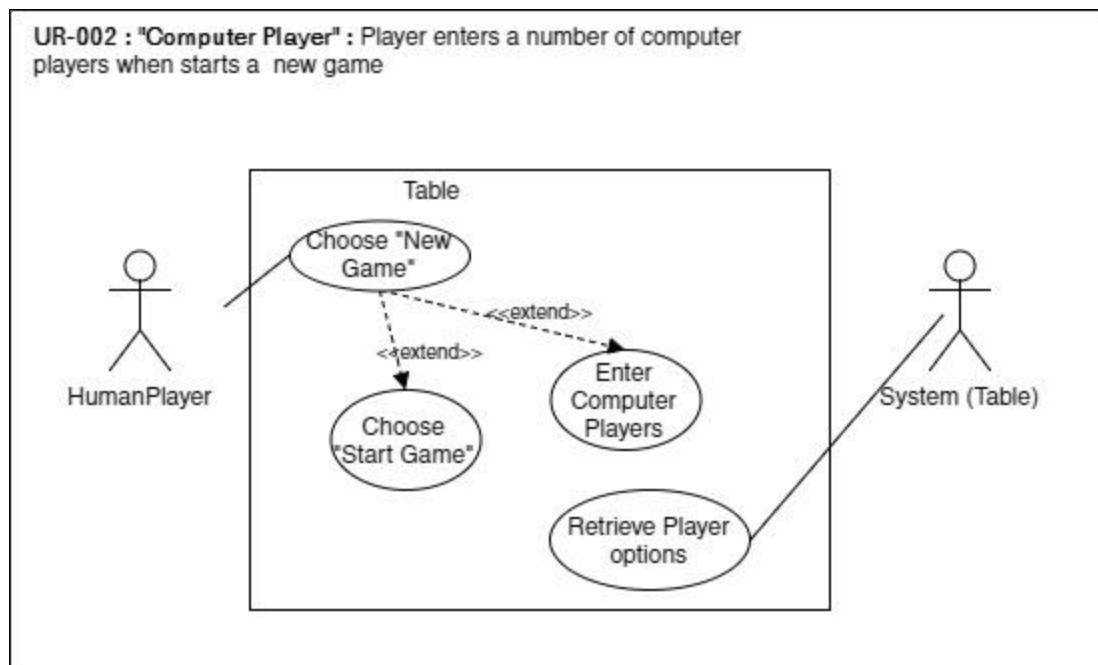 UR-002 : "Computer Player" : Player enters a number of computer
players when starts a new game
Table
Choose "New
Game"
<<extend>>
<<extend>>
HumanPlayer
Enter
Computer
Players
System (Table)
Choose
"Start Game"
Retrieve Player
options